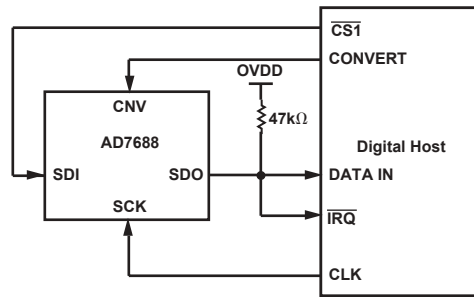 CS1
CONVERT
OVDD
CNV
47kΩ
AD7688
Digital Host
SDI
SDO
DATA IN
SCK
IRQ
CLK